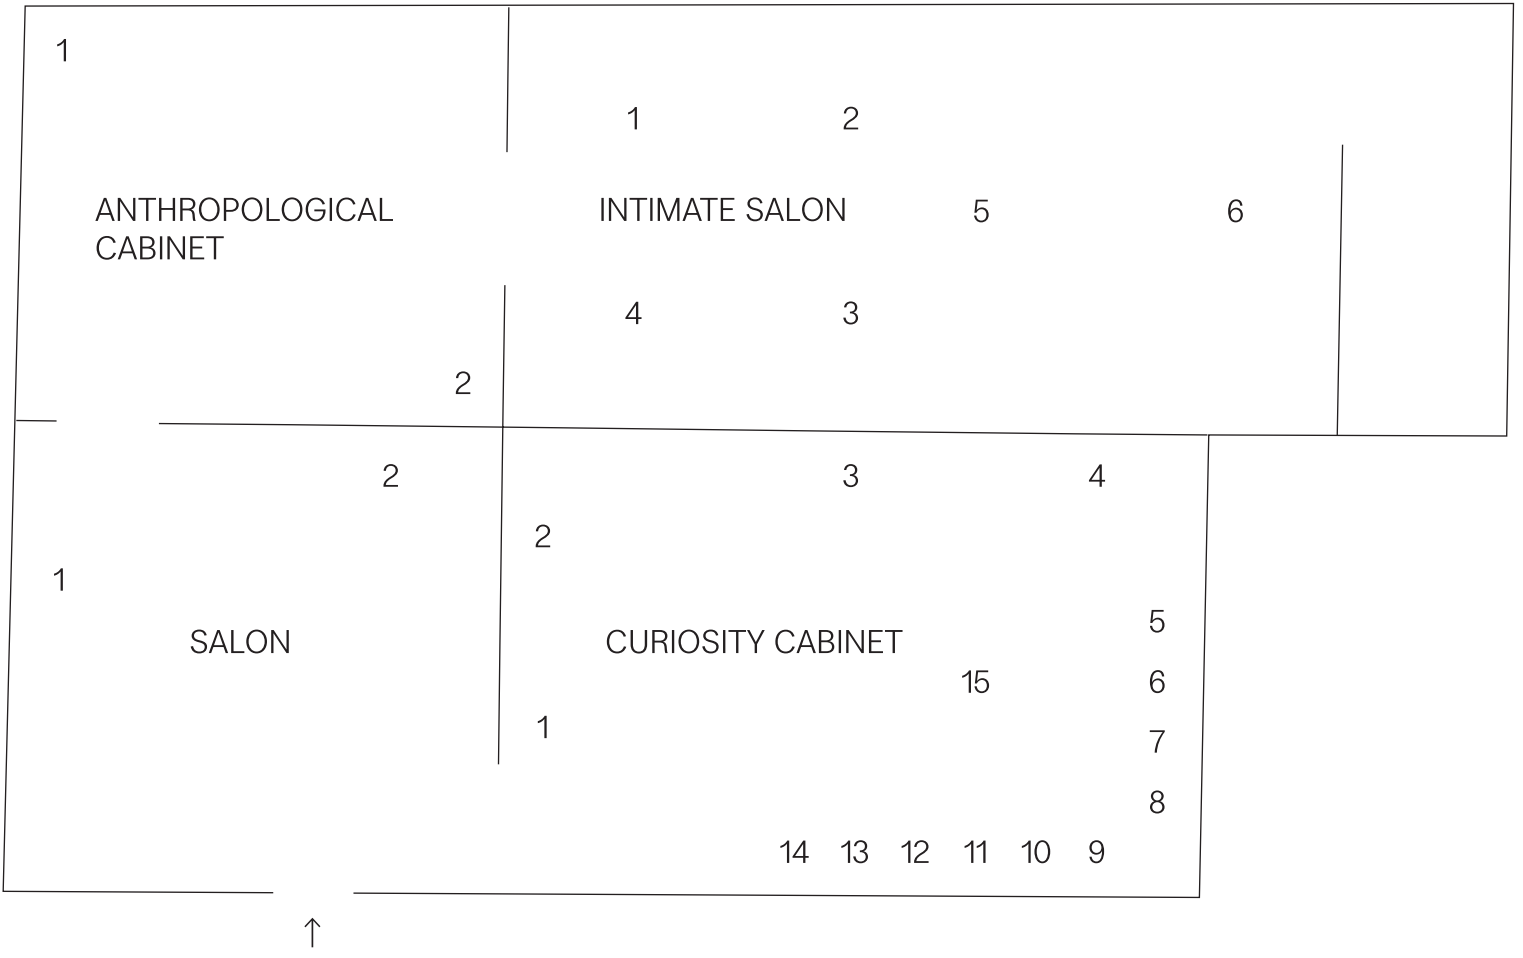 1
1 2
ANTHROPOLOGICAL
CABINET
INTIMATE SALON
5 6
4 3
2
2
3 4
2
1
5
SALON
CURIOSITY CABINET
15 6
1
7
8
14 13 12 11 10 9
↑